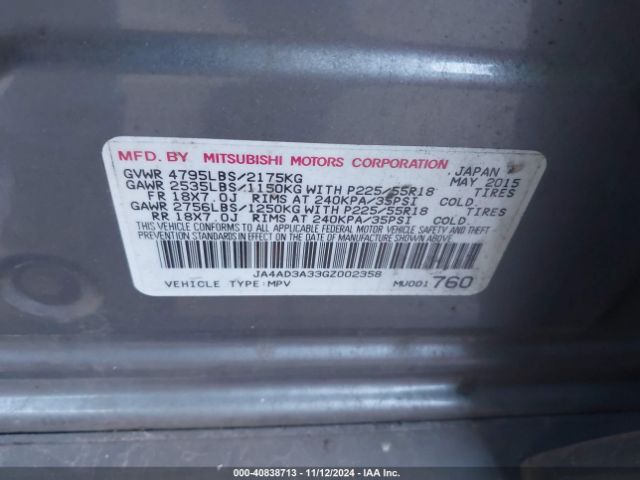 MFD. BY MITSUBISHI MOTORS CORPORATION JAPAN
GVWR 4795LBS/2175KG MAY 2015
GAWR 2535LBS/1150KG WITH P225/55R18 TIRES
FR 18X7.0J RIMS AT 240KPA/35PSI COLD
GAWR 2756LBS/1250KG WITH P225/55R18 TIRES
RR 18X7.0J RIMS AT 240KPA/35PSI COLD
THIS VEHICLE CONFORMS TO ALL APPLICABLE FEDERAL MOTOR VEHICLE SAFETY AND THEFT
PREVENTION STANDARDS IN EFFECT ON THE DATE OF MANUFACTURE SHOWN ABOVE.
JA4AD3A33GZ002358
VEHICLE TYPE:MPV MU001 760
000-40838713 - 11/12/2024 - IAA Inc.